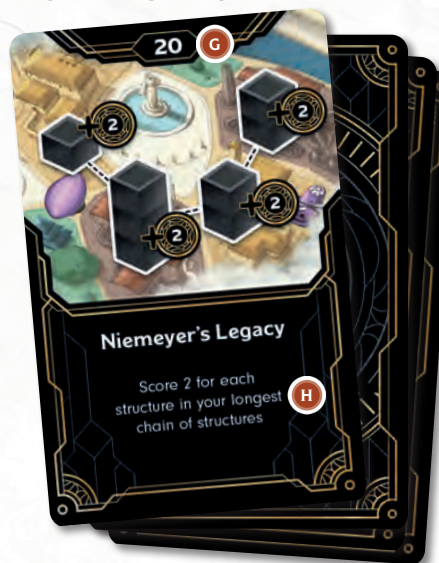 20
G
+2
+2
+2
+2
Niemeyer's Legacy
Score 2 for each
structure in your longest
H
chain of structures